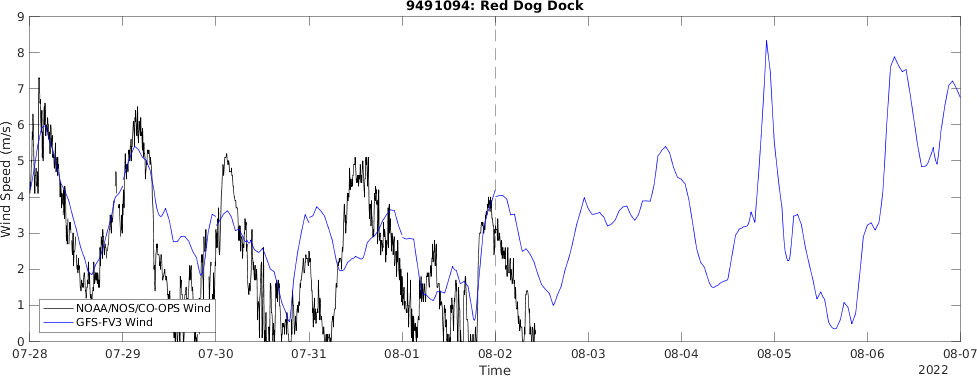 9491094: Red Dog Dock
Wind Speed (m/s)
9
8
7
6
5
4
3
2
1
0
NOAA/NOS/CO-OPS Wind
GFS-FV3 Wind
07-28 07-29 07-30 07-31 08-01 08-02 08-03 08-04 08-05 08-06 08-07
Time
2022